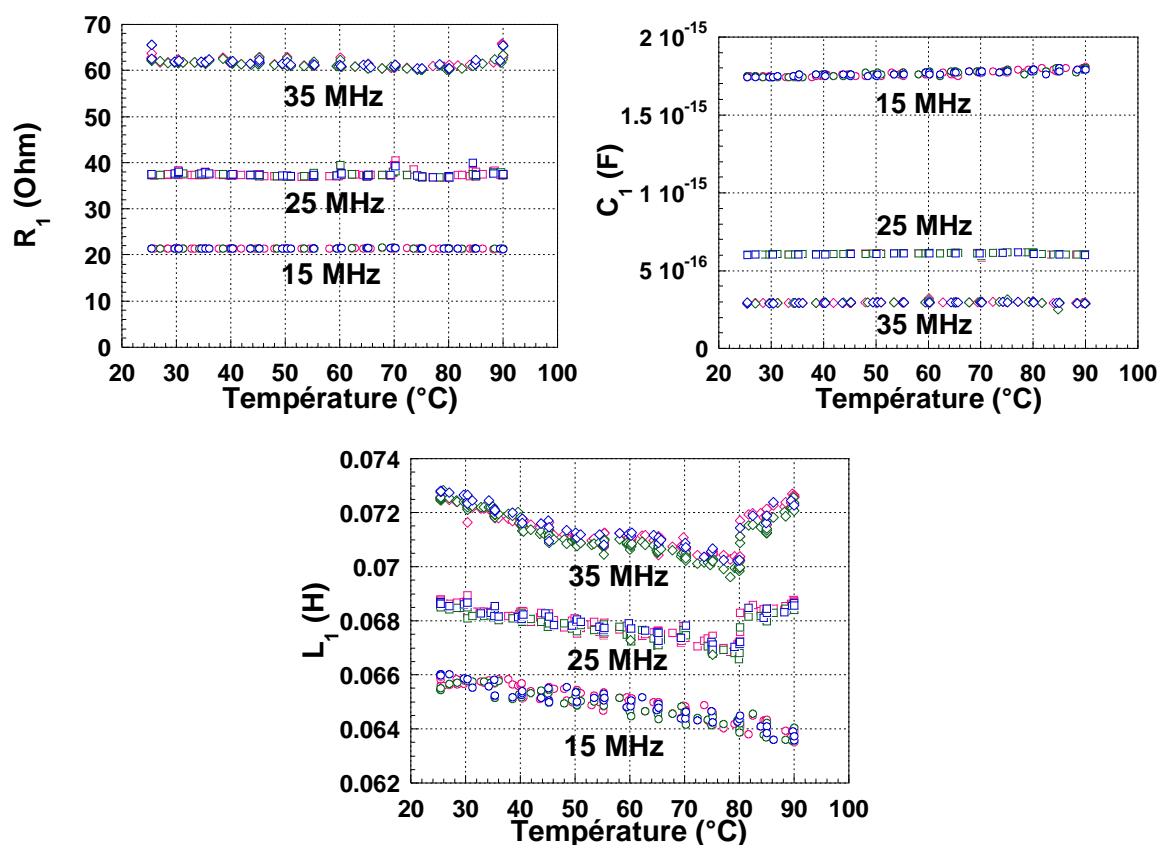 70
60
50
40
30
20
10
0
R1 (Ohm)
35 MHz
25 MHz
15 MHz
20 30 40 50 60 70 80 90 100
Température (°C)
2 10-15
1.5 10-15
1 10-15
5 10-16
0
C1 (F)
15 MHz
25 MHz
35 MHz
20 30 40 50 60 70 80 90 100
Température (°C)
0.074
0.072
0.07
0.068
0.066
0.064
0.062
L1 (H)
35 MHz
25 MHz
15 MHz
20 30 40 50 60 70 80 90 100
Température (°C)